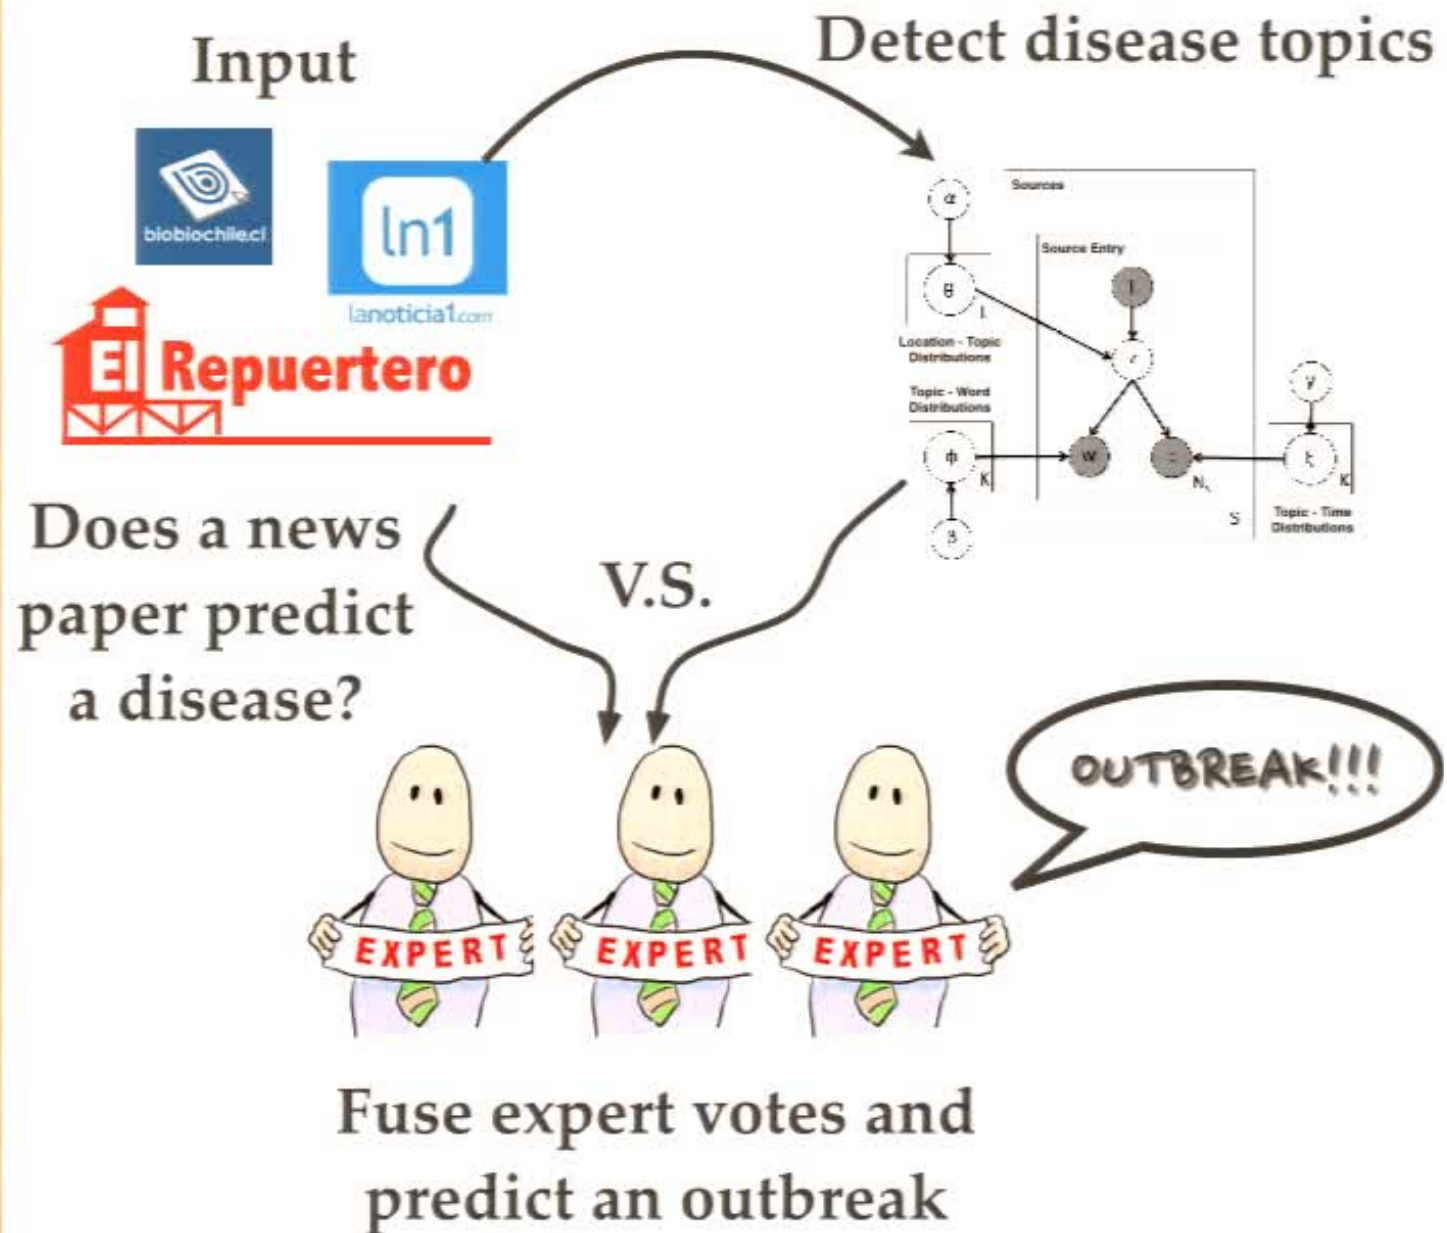 Input
Detect disease topics
biobiochile.cl
ln1
lanoticia1.com
El Repuertero
Sources
Source Entry
α
θ
Location - Topic
Distributions
Topic - Word
Distributions
ϕ
K
w
S
K
Topic - Time
Distributions
Does a news
paper predict
a disease?
V.S.
OUTBREAK!!!
EXPERT
EXPERT
EXPERT
Fuse expert votes and
predict an outbreak